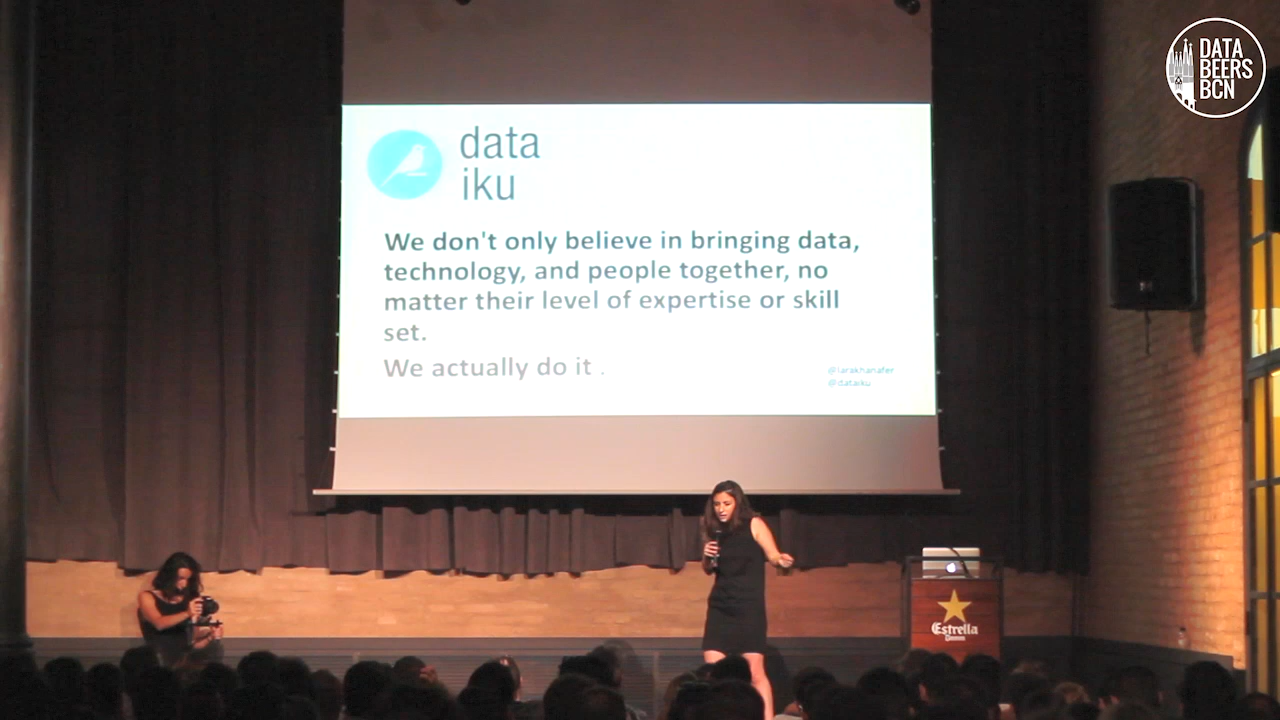 DATA
BEERS
BCN
data
iku
We don't only believe in bringing data,
technology, and people together, no
matter their level of expertise or skill
set.
We actually do it .
@larakhanafer
@dataiku
Estrella
Damm